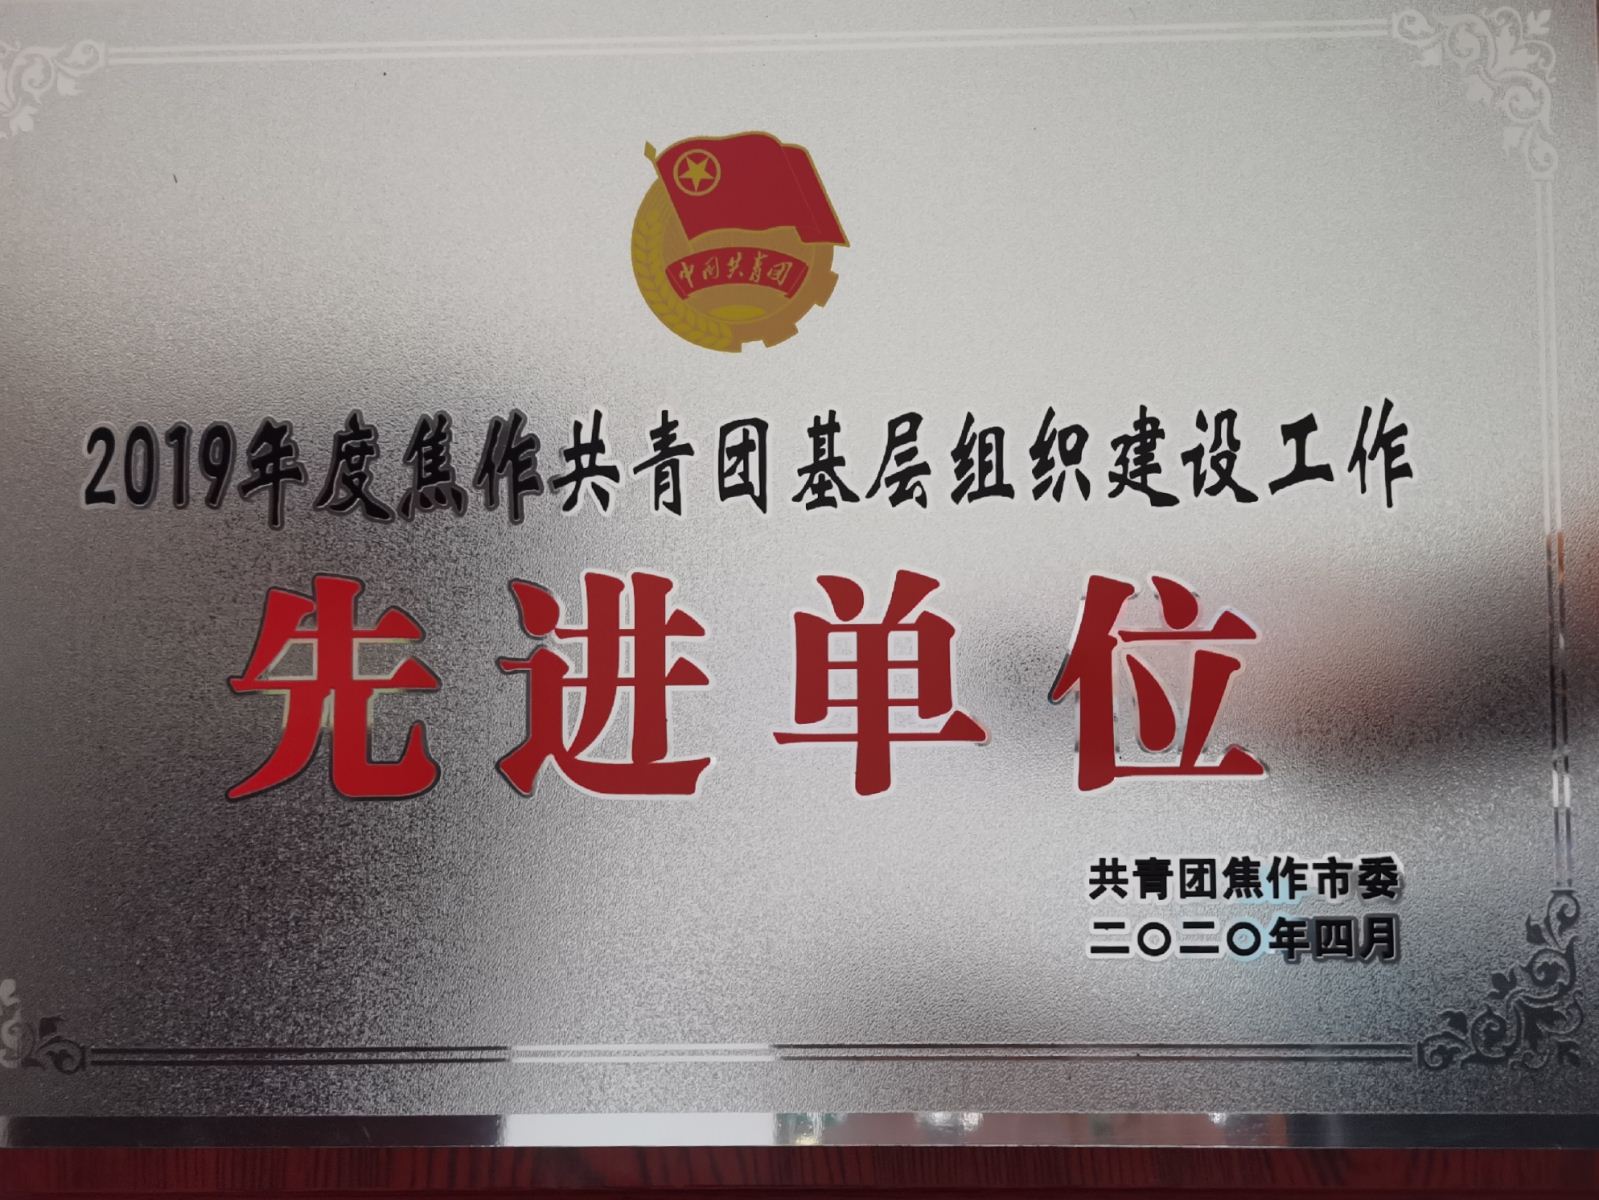 中国共青团
2019年度焦作共青团基层组织建设工作
先进单位
共青团焦作市委
二〇二〇年四月